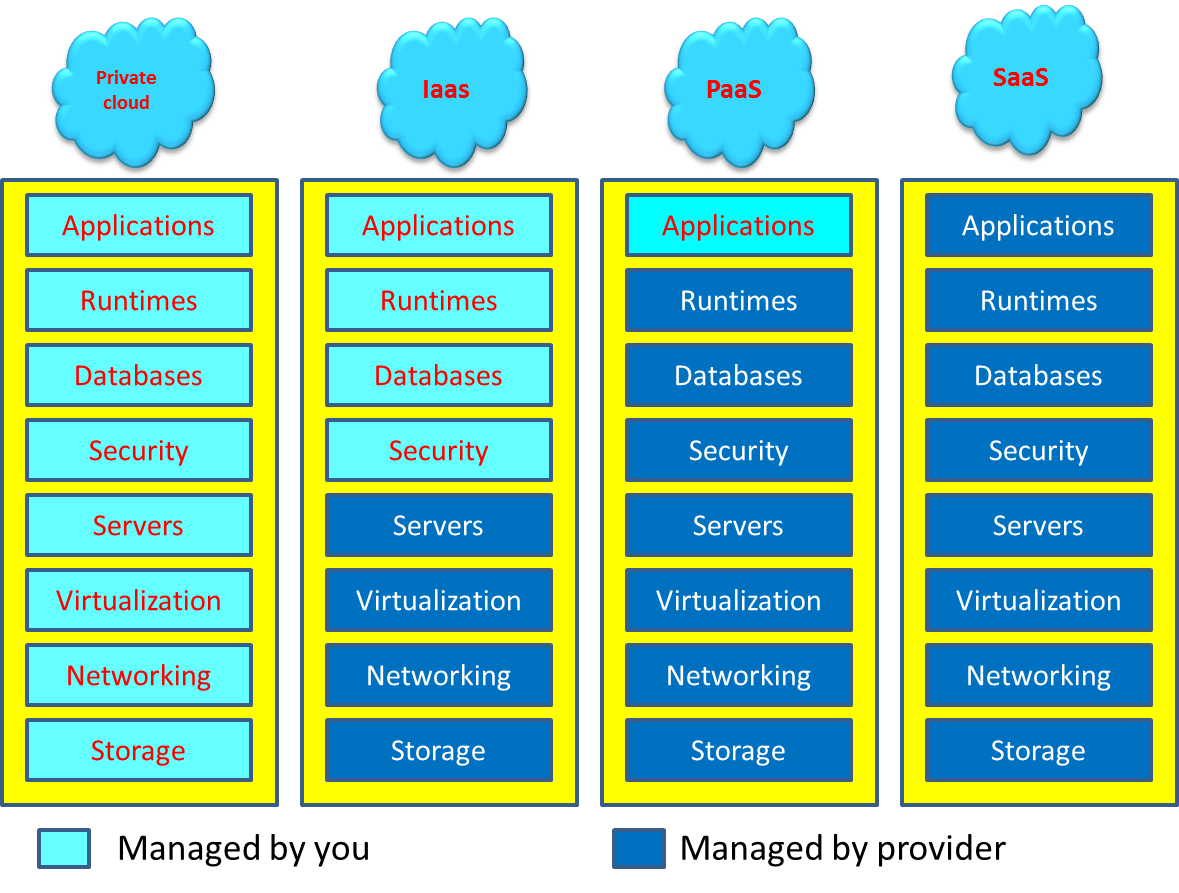 Private
cloud
Iaas
PaaS
SaaS
Applications
Runtimes
Databases
Security
Servers
Virtualization
Networking
Storage
Applications
Runtimes
Databases
Security
Servers
Virtualization
Networking
Storage
Applications
Runtimes
Databases
Security
Servers
Virtualization
Networking
Storage
Applications
Runtimes
Databases
Security
Servers
Virtualization
Networking
Storage
Managed by you
Managed by provider